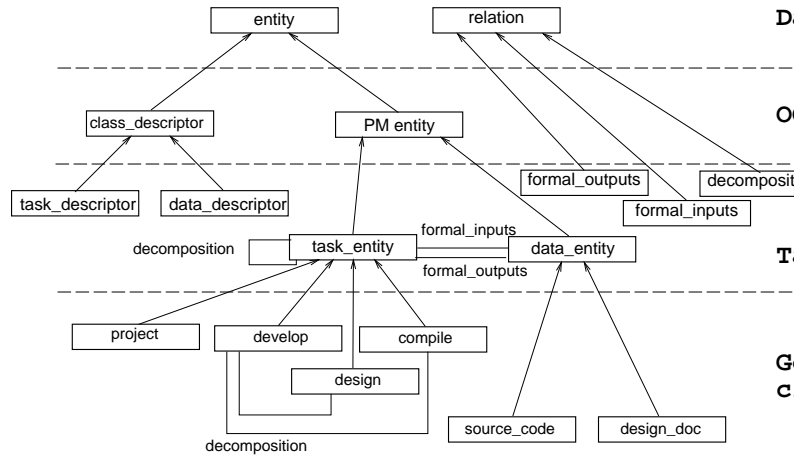 entity
relation
class_descriptor
PM entity
formal_outputs
task_descriptor
data_descriptor
formal_inputs
formal_inputs
decomposition
task_entity
data_entity
formal_outputs
project
develop
compile
design
source_code
design_doc
decomposition